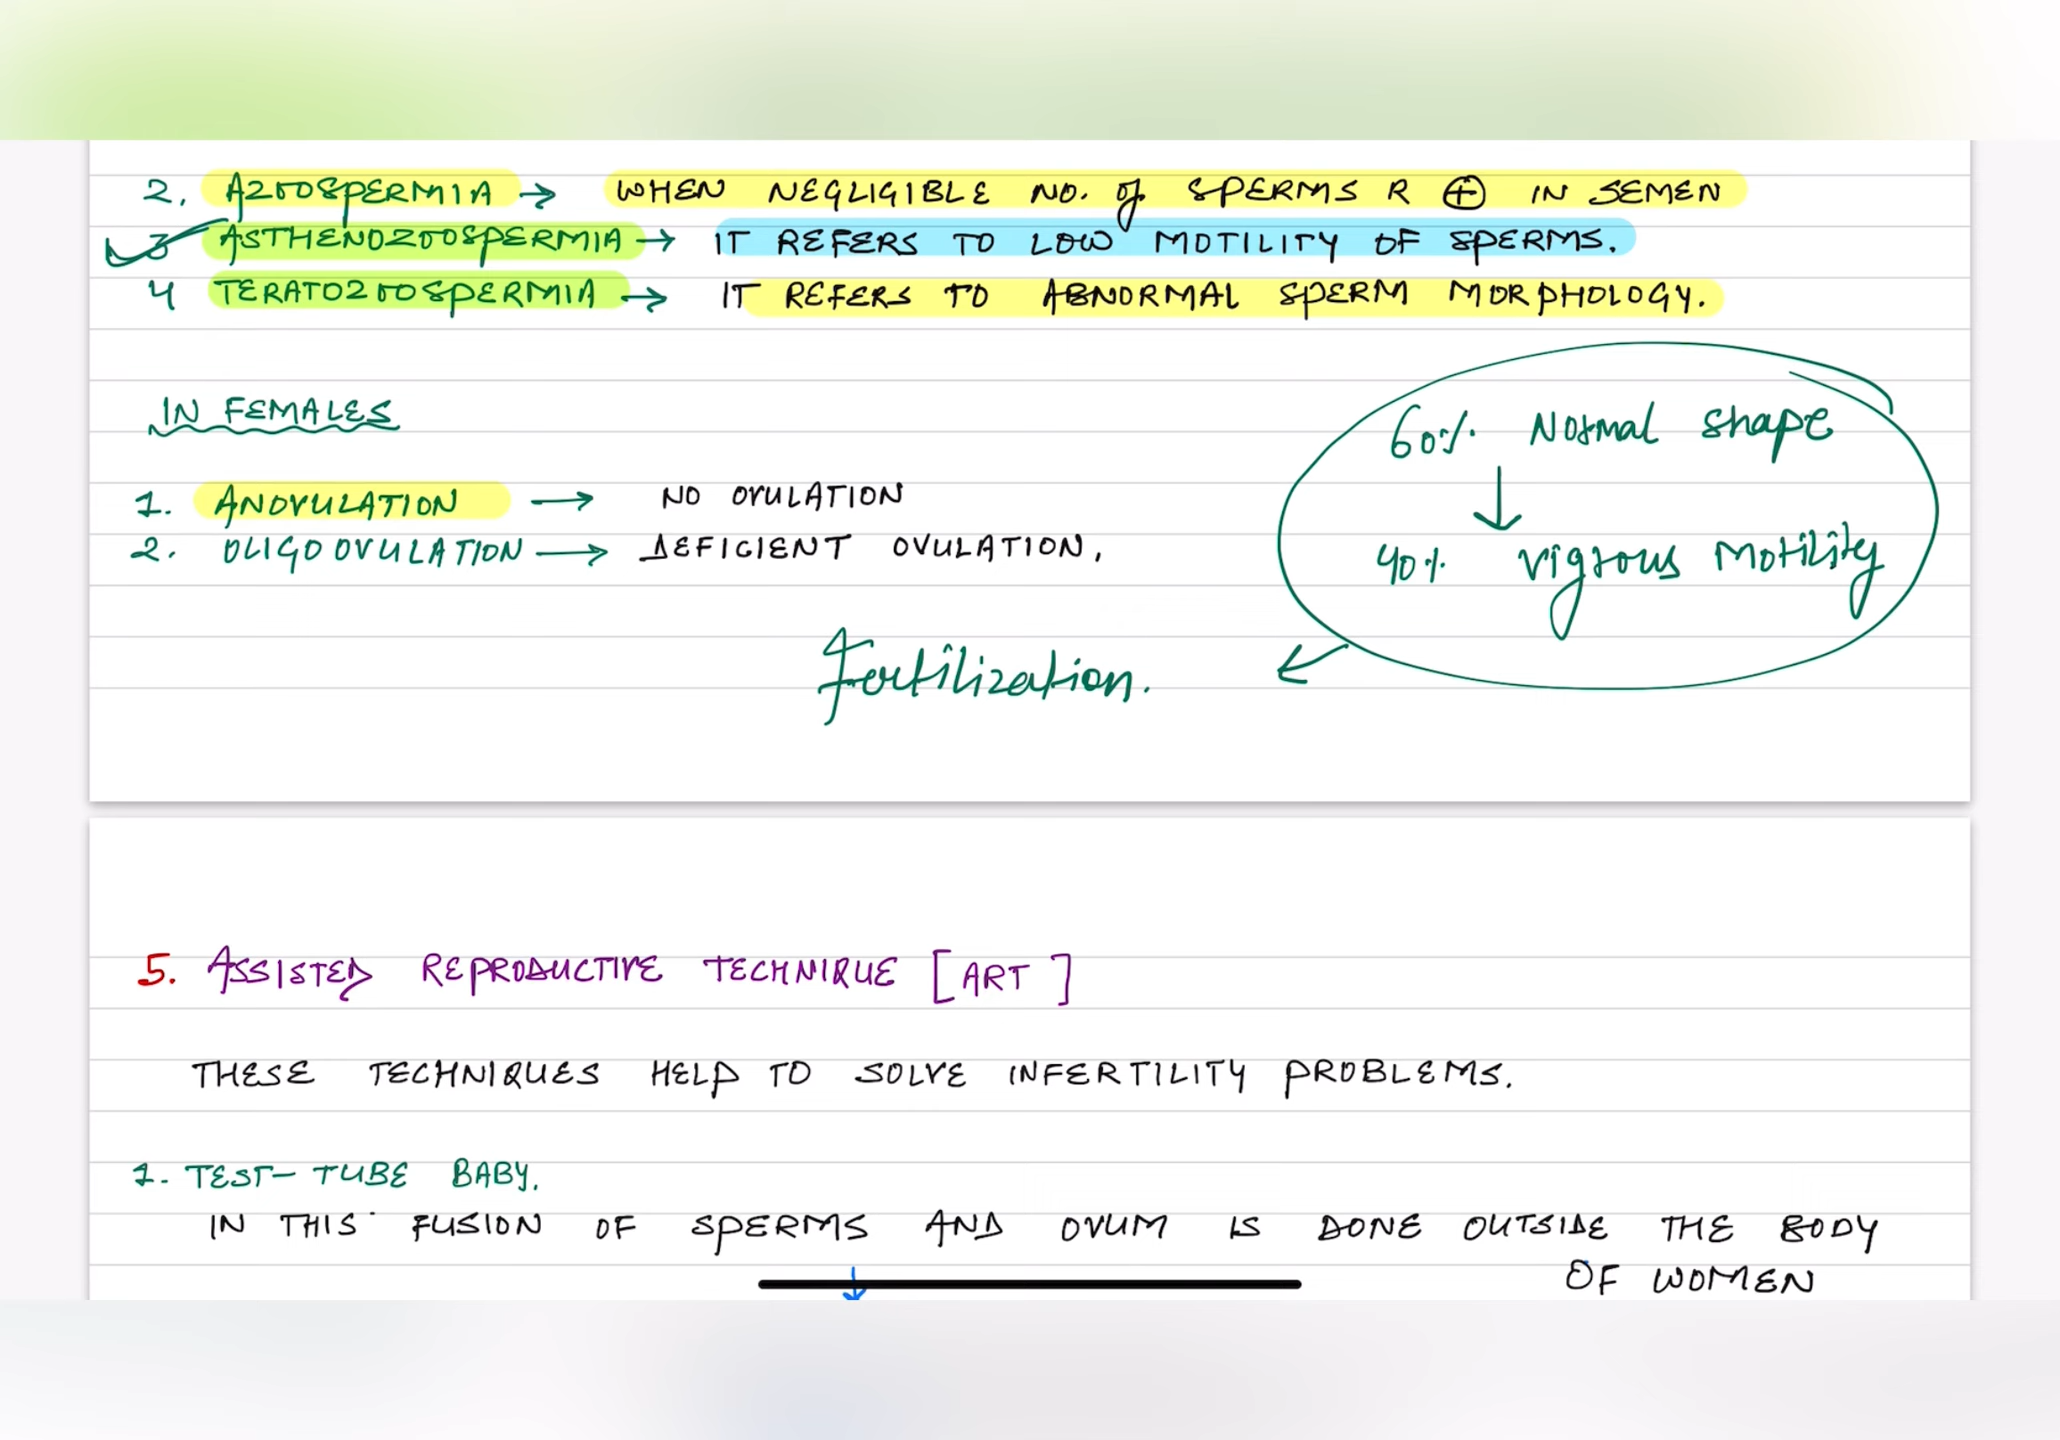 2. AZOOSPERMIA → WHEN NEGLIGIBLE NO. of SPERMS R ⊕ IN SEMEN
3 ASTHENOZOOSPERMIA → IT REFERS TO LOW MOTILITY OF SPERMS.
4 TERATOZOOSPERMIA → IT REFERS TO ABNORMAL SPERM MORPHOLOGY.
IN FEMALES
60% Normal shape
↓
1. ANOVULATION → NO OVULATION
2. OLIGOOVULATION → DEFICIENT OVULATION.
40% vigrous Motility
Fertilization. ←
5. ASSISTED REPRODUCTIVE TECHNIQUE [ART]
THESE TECHNIQUES HELP TO SOLVE INFERTILITY PROBLEMS.
1. TEST-TUBE BABY.
IN THIS FUSION OF SPERMS AND OVUM IS DONE OUTSIDE THE BODY
OF WOMEN